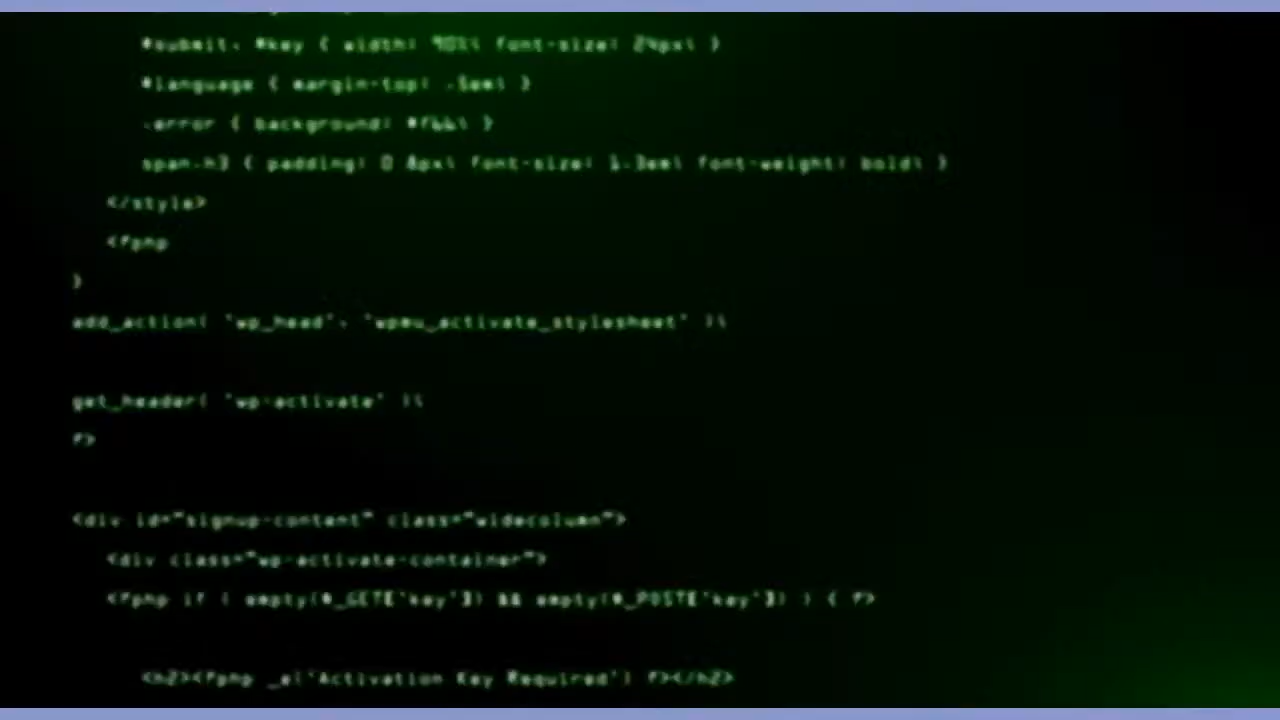 #submit, #key { width: 90%; font-size: 24px; }
#language { margin-top: .5em; }
.error { background: #f66; }
span.h3 { padding: 0 8px; font-size: 1.3em; font-weight: bold; }
</style>
<?php
}
add_action( 'wp_head', 'wpmu_activate_stylesheet' );
get_header( 'wp-activate' );
?>
<div id="signup-content" class="widecolumn">
<div class="wp-activate-container">
<?php if ( empty($_GET['key']) && empty($_POST['key']) ) { ?>
<h2><?php _e('Activation Key Required') ?></h2>